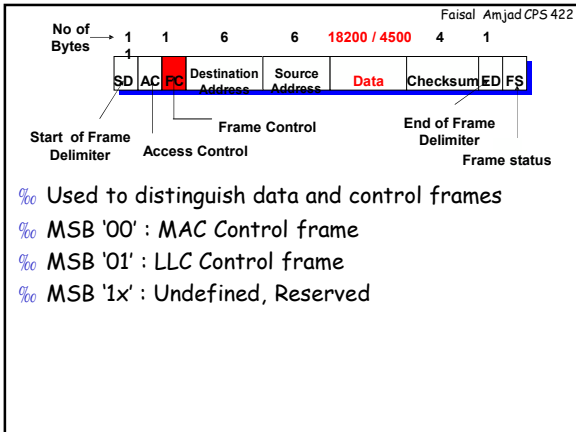 Faisal Amjad CPS 422
No of
Bytes
1 1 6 6 18200 / 4500 4 1
1
SD AC FC Destination Address Source Address Data Checksum ED FS
Frame Control
End of Frame
Delimiter
Start of Frame
Delimiter
Access Control
Frame status
‰ Used to distinguish data and control frames
‰ MSB ‘00’ : MAC Control frame
‰ MSB ‘01’ : LLC Control frame
‰ MSB ‘1x’ : Undefined, Reserved